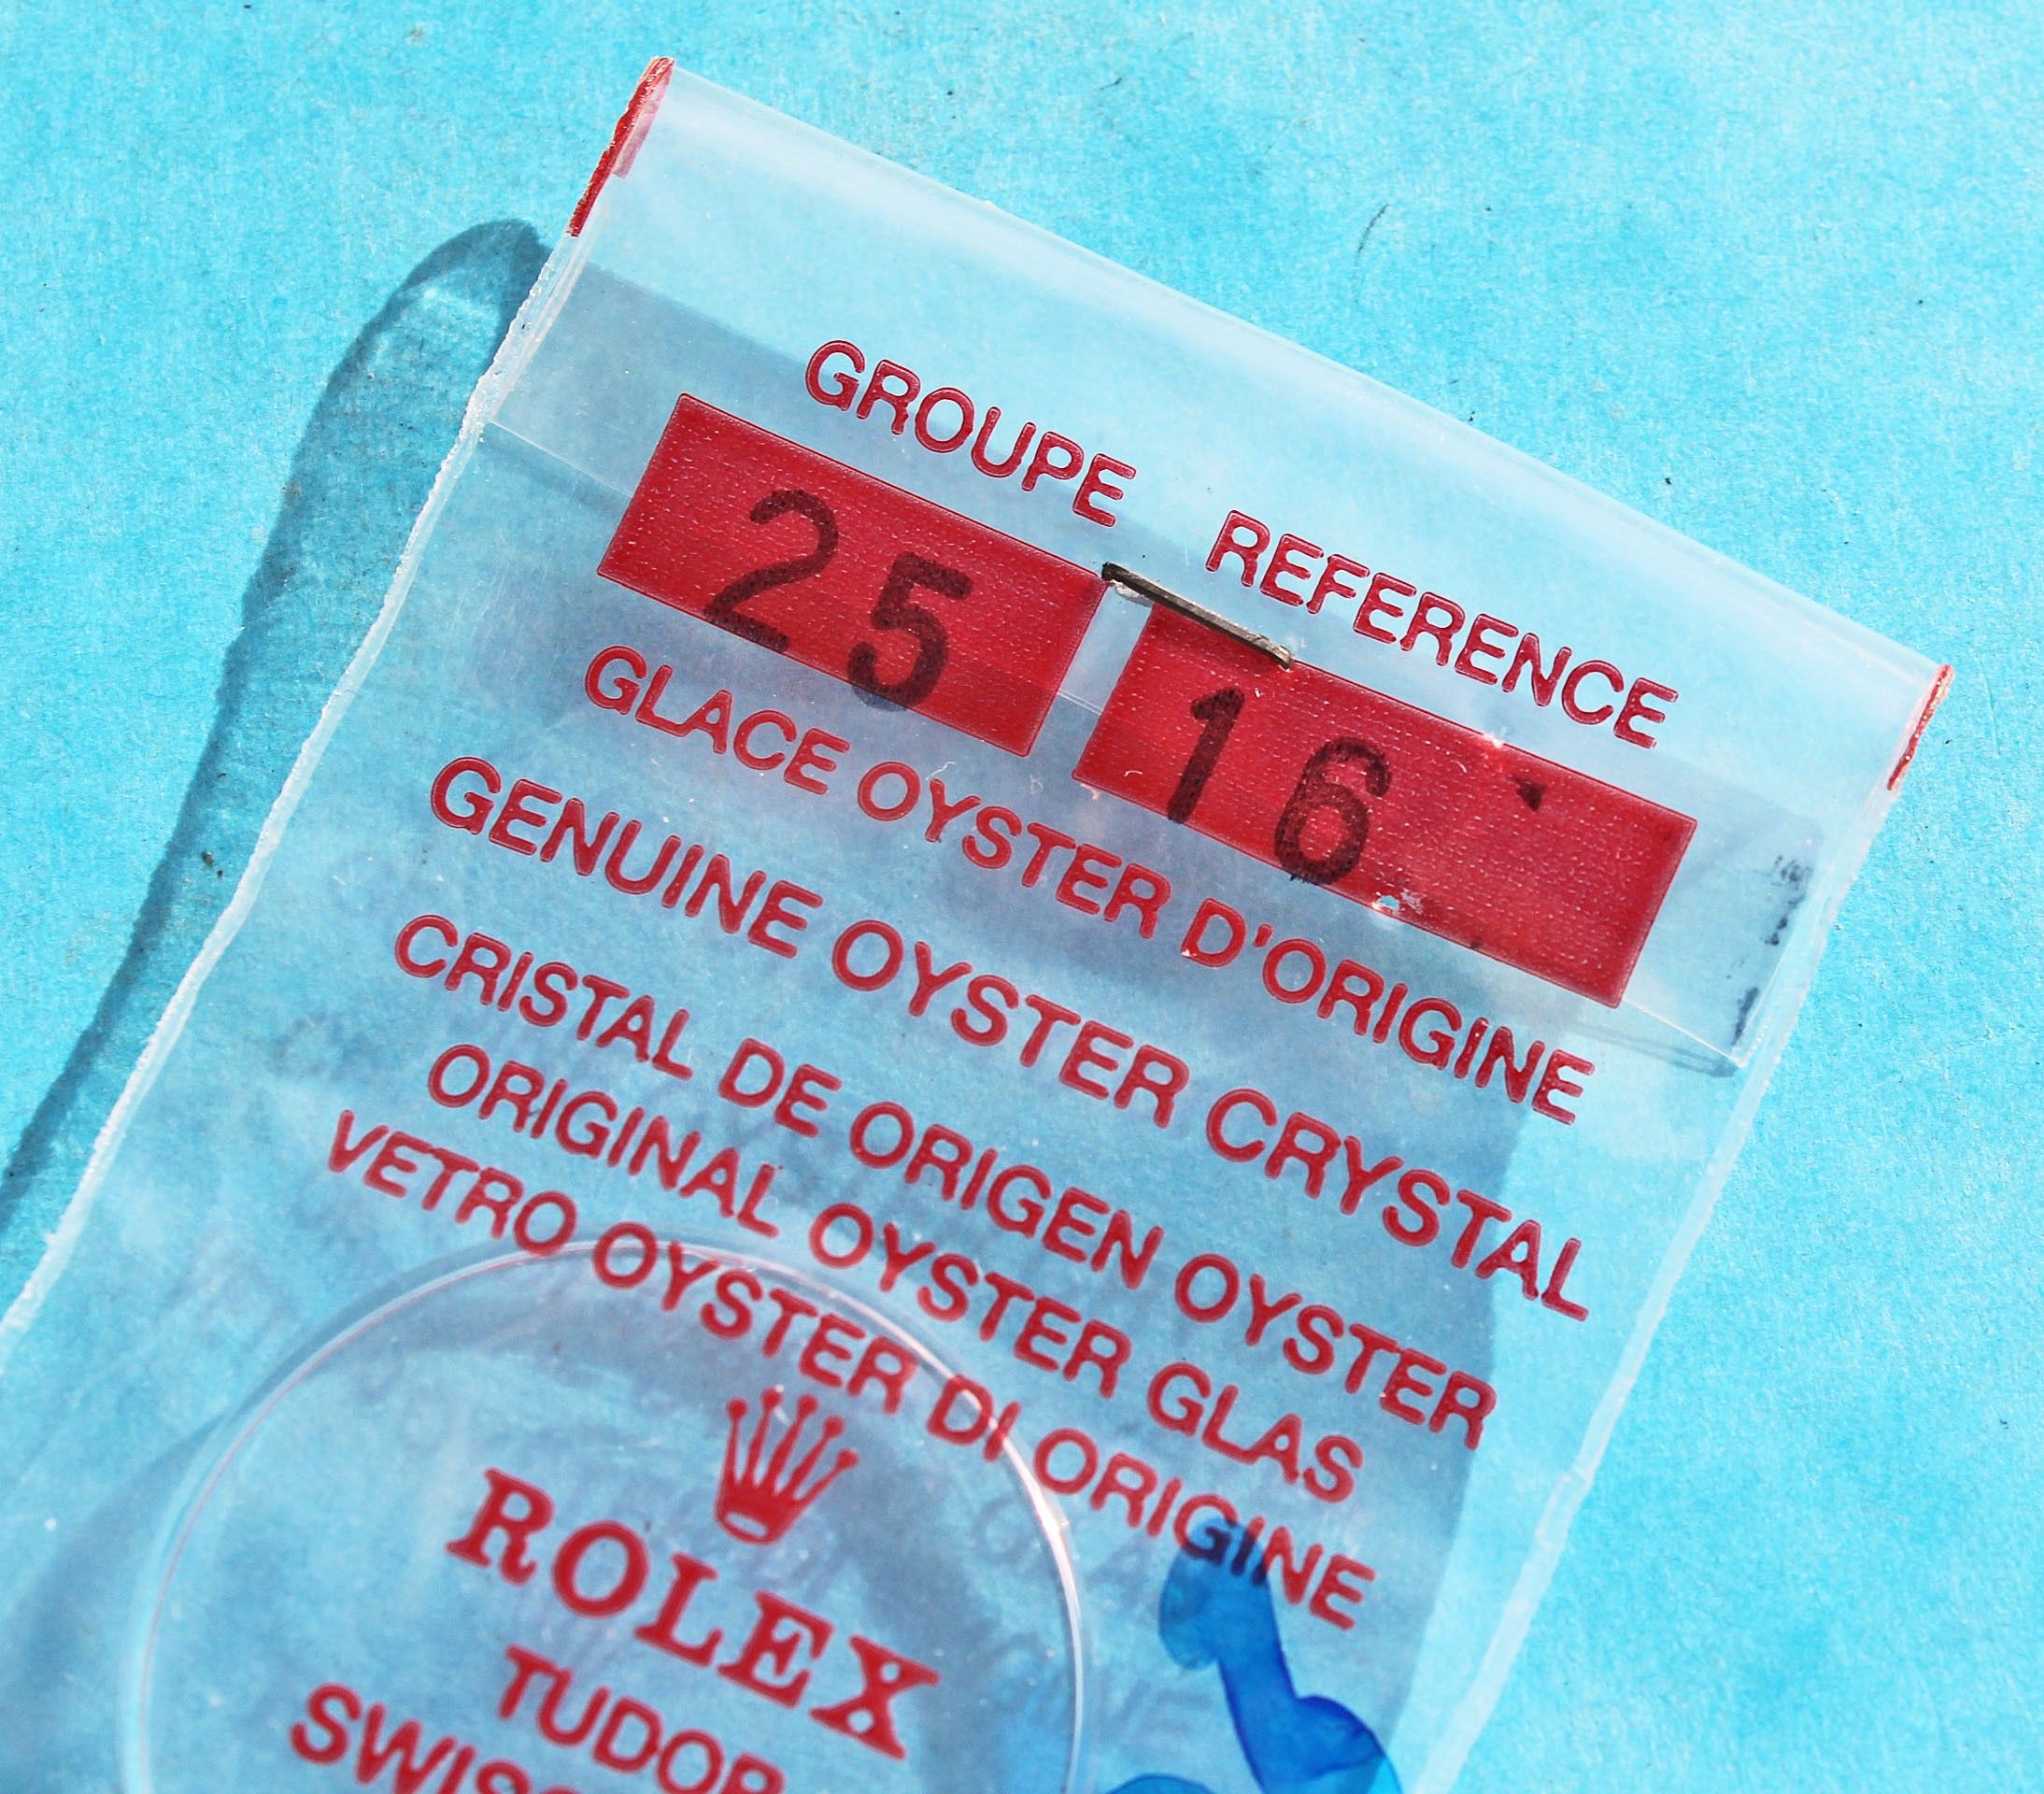 GROUPE REFERENCE
25 16
GLACE OYSTER D'ORIGINE
GENUINE OYSTER CRYSTAL
CRISTAL DE ORIGEN OYSTER
ORIGINAL OYSTER GLAS
VETRO OYSTER DI ORIGINE
ROLEX
TUDOR